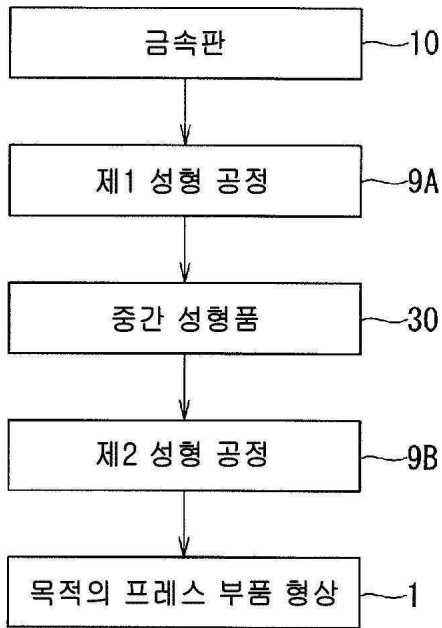 금속판 10
제1 성형 공정 9A
중간 성형품 30
제2 성형 공정 9B
목적의 프레스 부품 형상 1